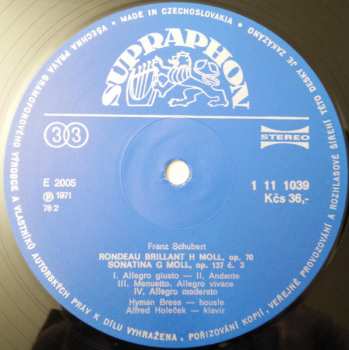 MADE IN CZECHOSLOVAKIA • VŠECHNA PRÁVA GRAMOFONOVÉHO VÝROBCE A VLASTNÍKŮ AUTORSKÝCH PRÁV K DÍLU VYHRAŽENA. POŘIZOVÁNÍ KOPIÍ, VEŘEJNÉ PROVOZOVÁNÍ A ROZHLASOVÉ ŠÍŘENÍ TÉTO DESKY JE ZAKÁZÁNO
SUPRAPHON
33
STEREO
E 2005
Ⓟ 1971
76 2
1 11 1039
Kčs 36,-
Franz Schubert
RONDEAU BRILLANT H MOLL, op. 70
SONATINA G MOLL, op. 137 č. 3
I. Allegro giusto — II. Andante
III. Menuetto. Allegro vivace
IV. Allegro moderato
Hyman Bress — housle
Alfred Holeček — klavír